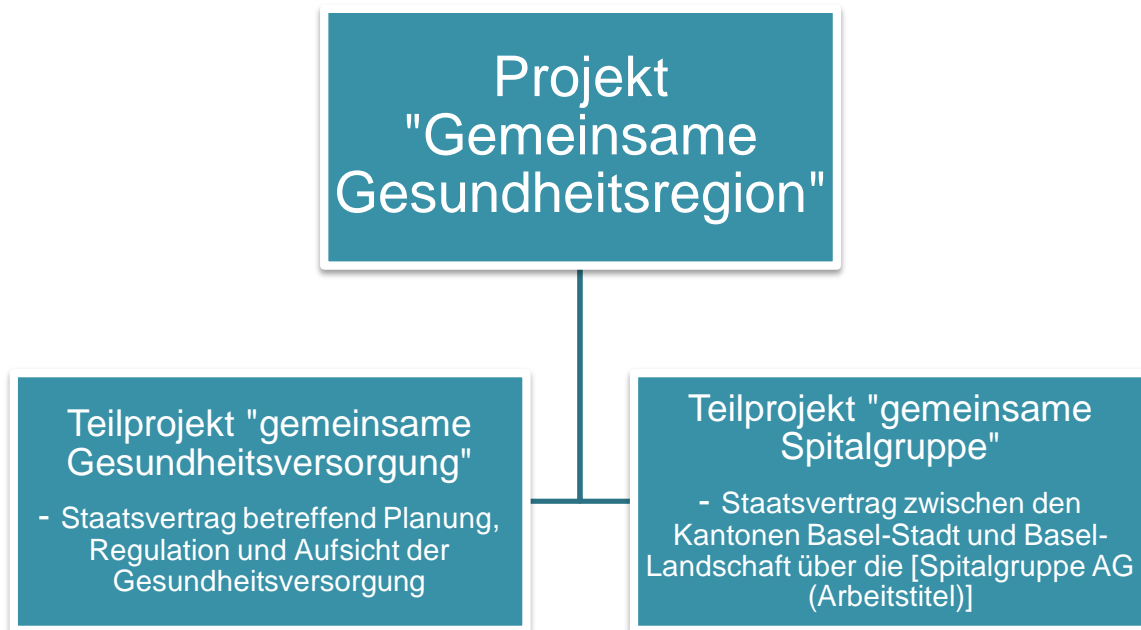 Projekt
"Gemeinsame
Gesundheitsregion"
Teilprojekt "gemeinsame
Gesundheitsversorgung"
- Staatsvertrag betreffend Planung,
Regulation und Aufsicht der
Gesundheitsversorgung
Teilprojekt "gemeinsame
Spitalgruppe"
- Staatsvertrag zwischen den
Kantonen Basel-Stadt und Basel-
Landschaft über die [Spitalgruppe AG
(Arbeitstitel)]